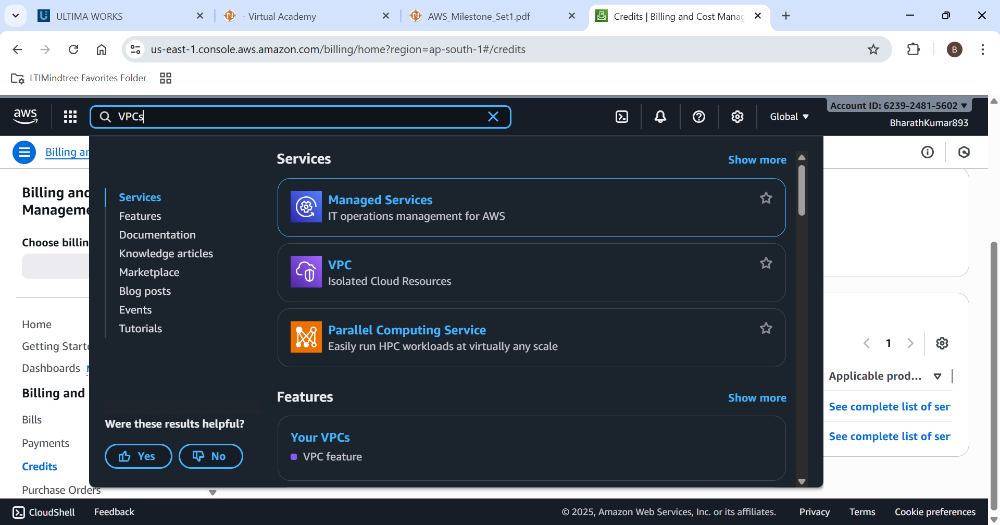 ULTIMA WORKS
- Virtual Academy
AWS_Milestone_Set1.pdf
Credits | Billing and Cost Manag
us-east-1.console.aws.amazon.com/billing/home?region=ap-south-1#/credits
B
LTIMindtree Favorites Folder
aws
VPCs
Global
Account ID: 6239-2481-5602
BharathKumar893
Billing an
Billing and
Manageme
Choose billin
Home
Getting Starte
Dashboards
Billing and
Bills
Payments
Credits
Purchase Orders
Services
Features
Documentation
Knowledge articles
Marketplace
Blog posts
Events
Tutorials
Were these results helpful?
Yes
No
Services
Show more
Managed Services
IT operations management for AWS
VPC
Isolated Cloud Resources
Parallel Computing Service
Easily run HPC workloads at virtually any scale
Features
Show more
Your VPCs
VPC feature
1
Applicable prod...
See complete list of ser
See complete list of ser
CloudShell
Feedback
© 2025, Amazon Web Services, Inc. or its affiliates.
Privacy
Terms
Cookie preferences